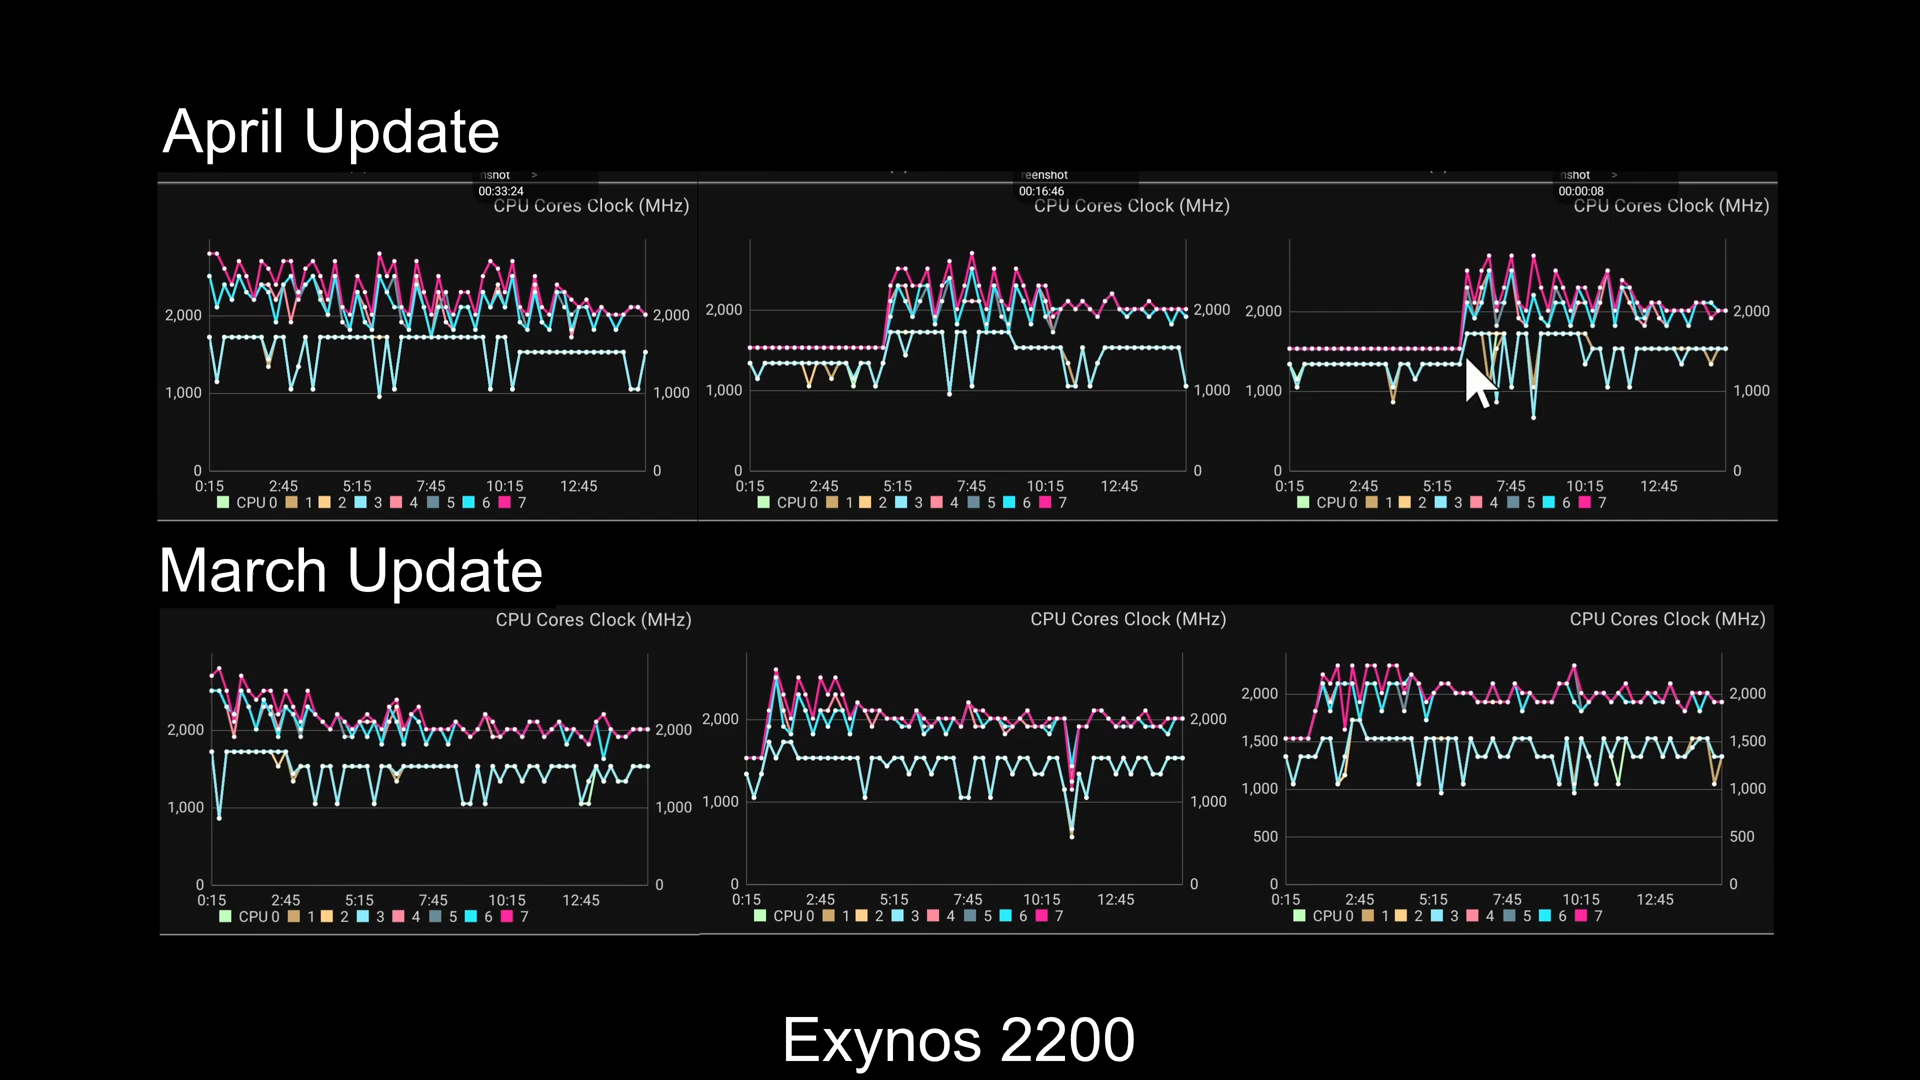 April Update
nshot >
00:33:24
CPU Cores Clock (MHz)
2,000 2,000
1,000 1,000
0 0
0:15 2:45 5:15 7:45 10:15 12:45
CPU 0 1 2 3 4 5 6 7
reenshot
00:16:46
CPU Cores Clock (MHz)
2,000 2,000
1,000 1,000
0 0
0:15 2:45 5:15 7:45 10:15 12:45
CPU 0 1 2 3 4 5 6 7
nshot >
00:00:08
CPU Cores Clock (MHz)
2,000 2,000
1,000 1,000
0 0
0:15 2:45 5:15 7:45 10:15 12:45
CPU 0 1 2 3 4 5 6 7
March Update
CPU Cores Clock (MHz)
2,000 2,000
1,000 1,000
0 0
0:15 2:45 5:15 7:45 10:15 12:45
CPU 0 1 2 3 4 5 6 7
CPU Cores Clock (MHz)
2,000 2,000
1,000 1,000
0 0
0:15 2:45 5:15 7:45 10:15 12:45
CPU 0 1 2 3 4 5 6 7
CPU Cores Clock (MHz)
2,000 2,000
1,500 1,500
1,000 1,000
500 500
0 0
0:15 2:45 5:15 7:45 10:15 12:45
CPU 0 1 2 3 4 5 6 7
Exynos 2200